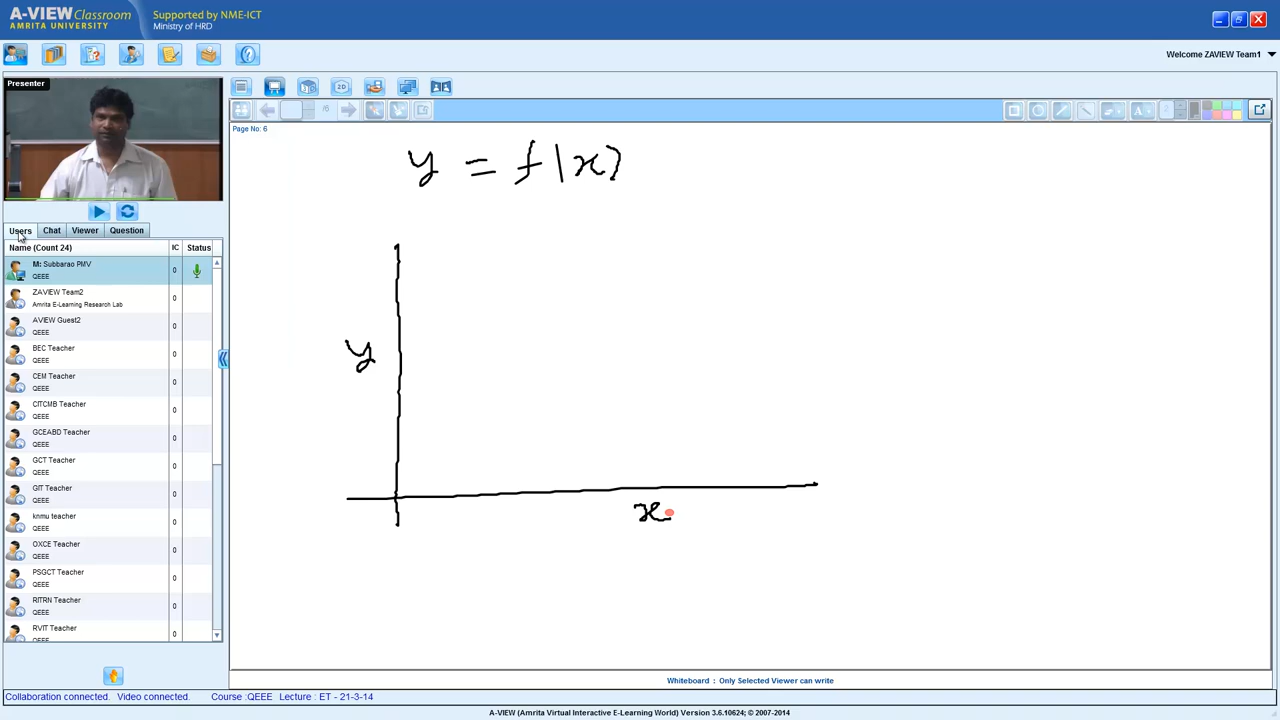 A-VIEW Classroom
AMRITA UNIVERSITY
Supported by NME-ICT
Ministry of HRD
Welcome ZAVIEW Team1
Presenter
2D
/6
A
2
Page No: 6
y = f(x)
y
x
Users Chat Viewer Question
Name (Count 24) IC Status
M: Subbarao PMV
QEEE
0
ZAVIEW Team2
Amrita E-Learning Research Lab
0
AVIEW Guest2
QEEE
0
BEC Teacher
QEEE
0
CEM Teacher
QEEE
0
CITCMB Teacher
QEEE
0
GCEABD Teacher
QEEE
0
GCT Teacher
QEEE
0
GIT Teacher
QEEE
0
knmu teacher
QEEE
0
OXCE Teacher
QEEE
0
PSGCT Teacher
QEEE
0
RITRN Teacher
QEEE
0
RVIT Teacher
QEEE
0
Whiteboard : Only Selected Viewer can write
Collaboration connected. Video connected. Course :QEEE Lecture : ET - 21-3-14
A-VIEW (Amrita Virtual Interactive E-Learning World) Version 3.6.10624; © 2007-2014